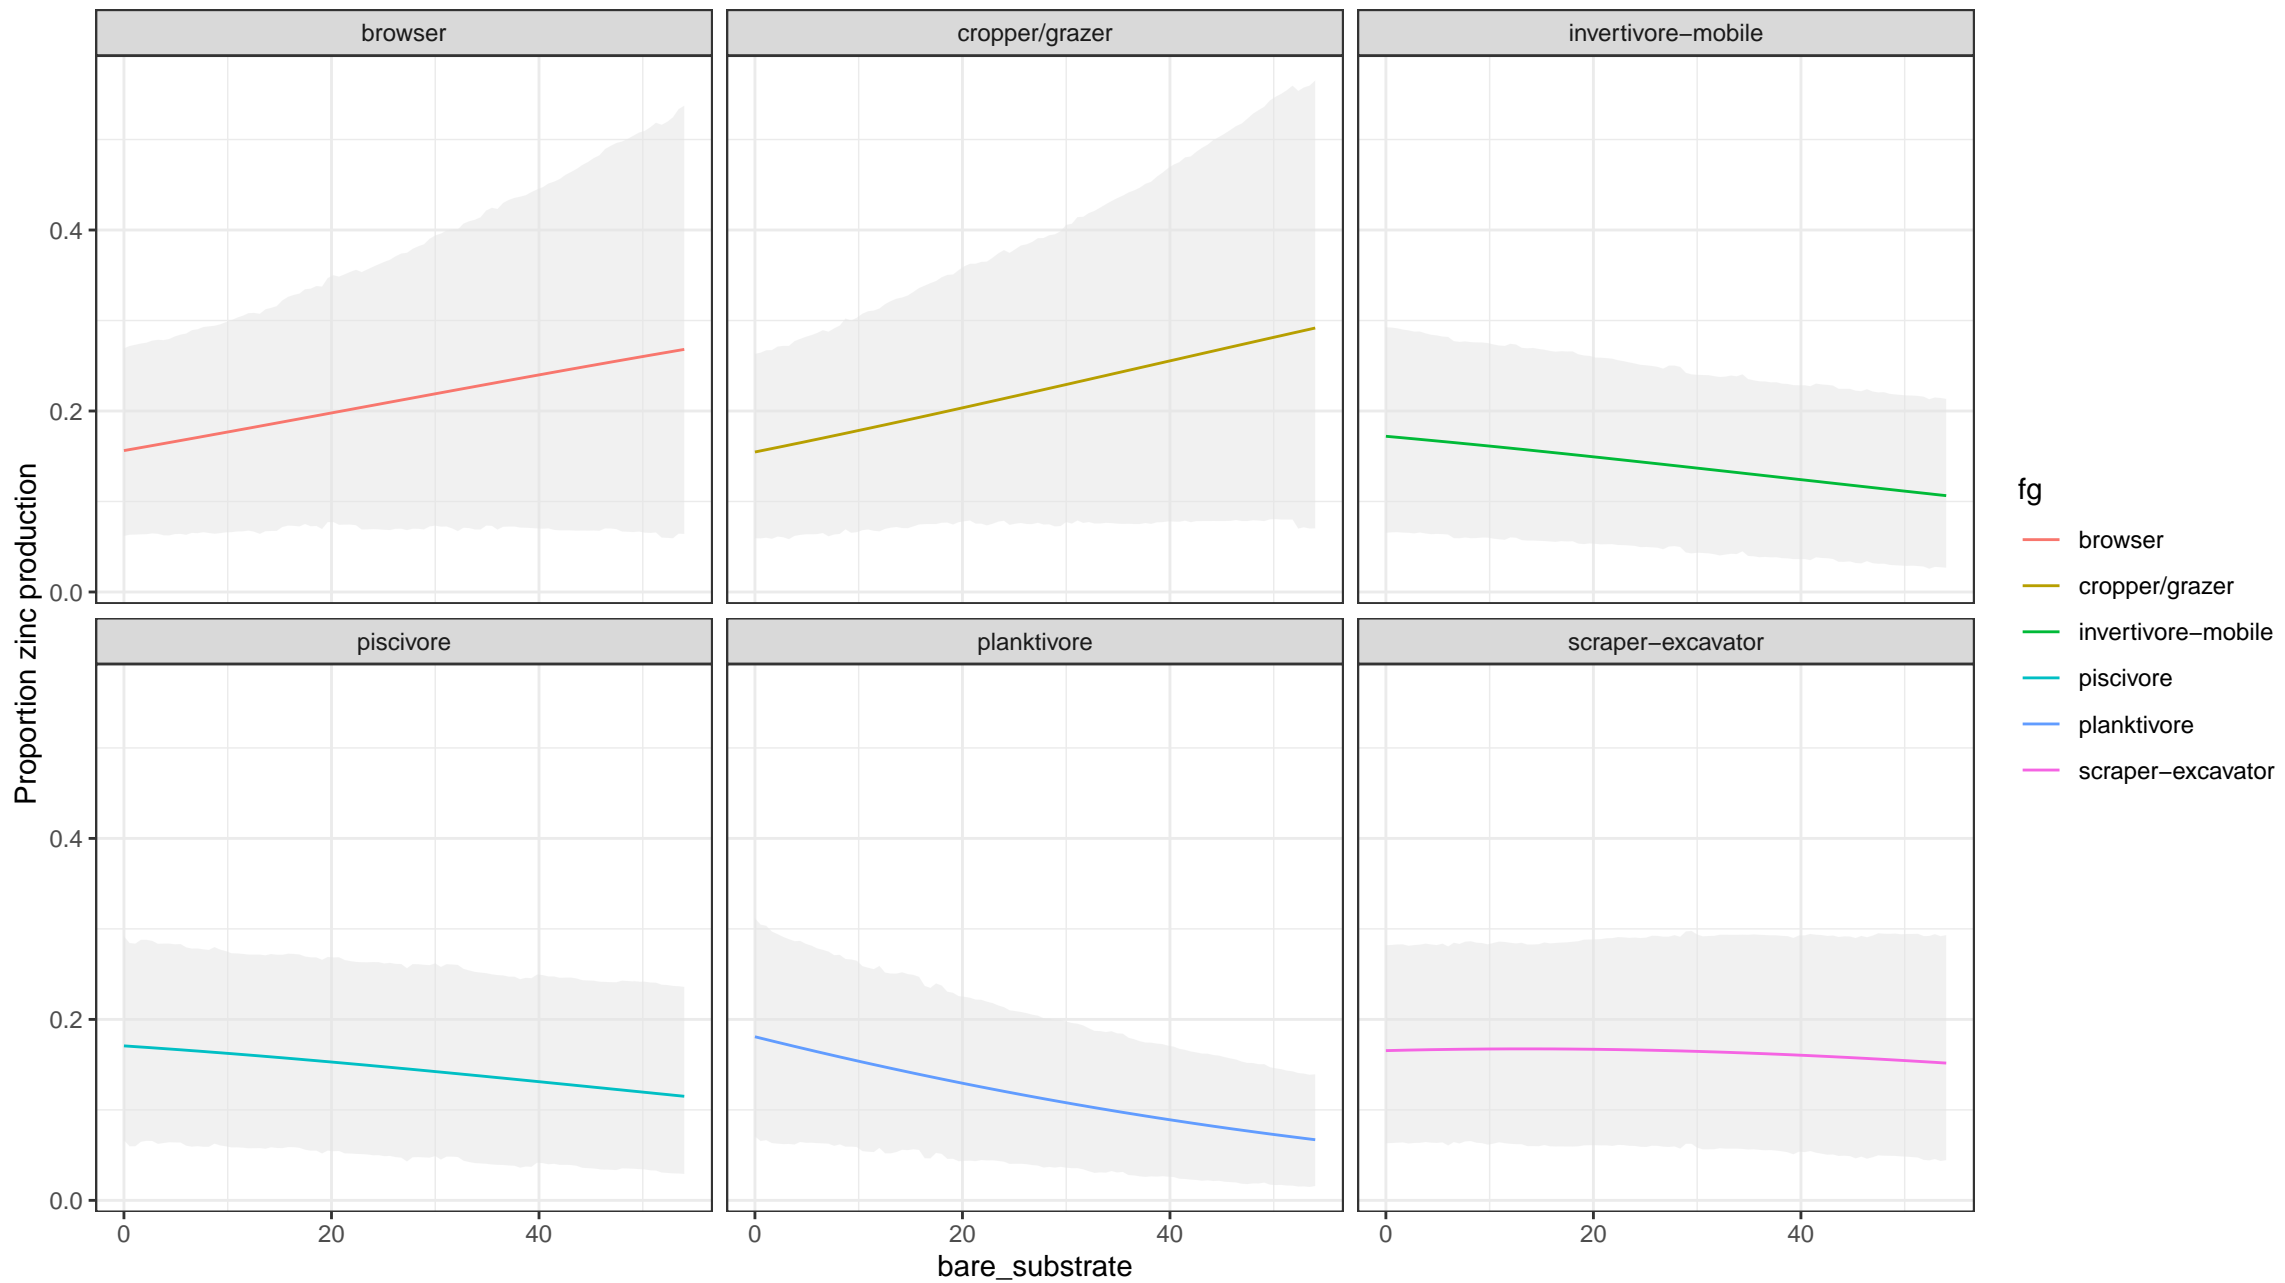 browser
cropper/grazer
invertivore−mobile
0.4
0.2
0.0
piscivore
planktivore
scraper−excavator
0.4
0.2
0.0
0
20
40
0
20
40
0
20
40
bare_substrate
Proportion zinc production
fg
browser
cropper/grazer
invertivore−mobile
piscivore
planktivore
scraper−excavator